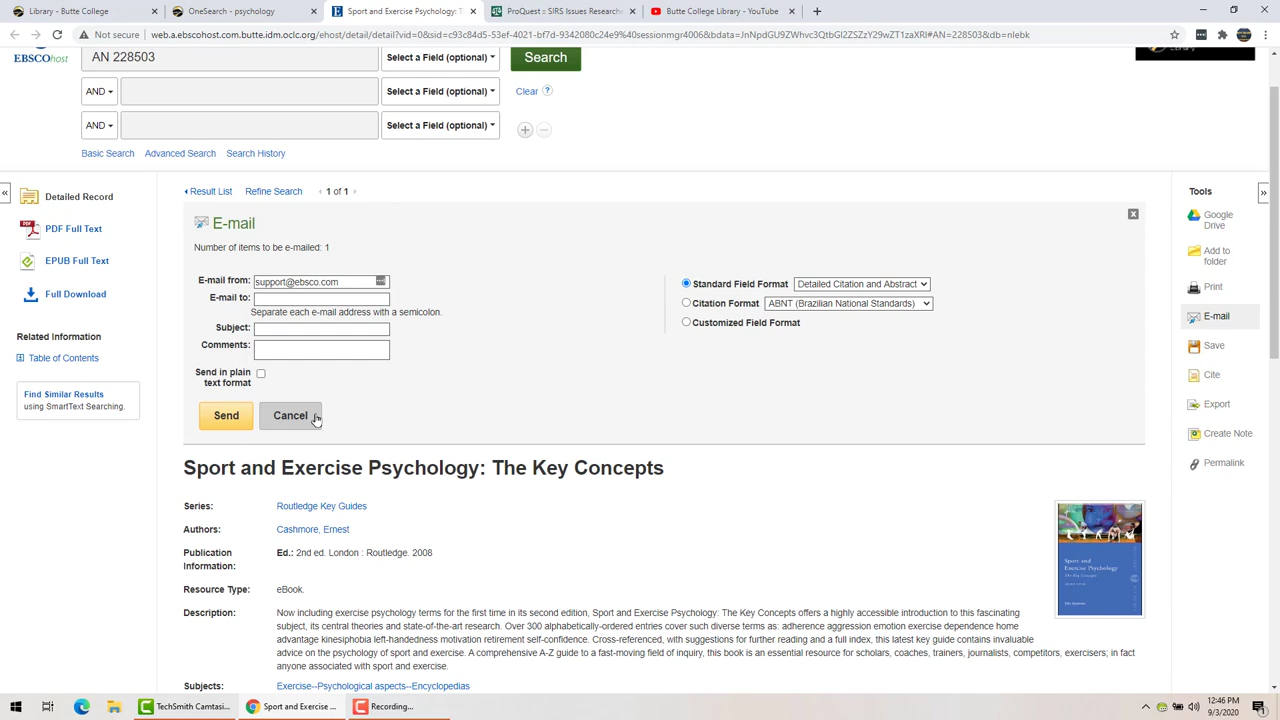 Library - Butte College
OneSearch - psychology
Sport and Exercise Psychology: T
ProQuest – SIRS Issues Research
Butte College Library - YouTube
web.a.ebscohost.com.butte.idm.oclc.org/ehost/detail/detail?vid=0&sid=c93c84d5-53ef-4021-bf7d-9342080c24e9%40sessionmgr4006&bdata=JnNpdGU9ZWhvc3QtbGl2ZSZzY29wZT1zaXRl#AN=228503&db=nlebk
EBSCOhost
AN 228503
Select a Field (optional)
Search
AND
Select a Field (optional)
Clear ?
AND
Select a Field (optional)
Basic Search Advanced Search Search History
Detailed Record
PDF Full Text
EPUB Full Text
Full Download
Related Information
Table of Contents
Find Similar Results
using SmartText Searching.
Result List Refine Search 1 of 1
E-mail
Number of items to be e-mailed: 1
E-mail from: support@ebsco.com
E-mail to:
Separate each e-mail address with a semicolon.
Subject:
Comments:
Send in plain
text format
Send Cancel
Standard Field Format Detailed Citation and Abstract
Citation Format ABNT (Brazilian National Standards)
Customized Field Format
Sport and Exercise Psychology: The Key Concepts
Series: Routledge Key Guides
Authors: Cashmore, Ernest
Publication
Information:
Ed.: 2nd ed. London : Routledge. 2008
Resource Type: eBook.
Description: Now including exercise psychology terms for the first time in its second edition, Sport and Exercise Psychology: The Key Concepts offers a highly accessible introduction to this fascinating
subject, its central theories and state-of-the-art research. Over 300 alphabetically-ordered entries cover such diverse terms as: adherence aggression emotion exercise dependence home
advantage kinesiphobia left-handedness motivation retirement self-confidence. Cross-referenced, with suggestions for further reading and a full index, this latest key guide contains invaluable
advice on the psychology of sport and exercise. A comprehensive A-Z guide to a fast-moving field of inquiry, this book is an essential resource for scholars, coaches, trainers, journalists, competitors, exercisers; in fact
anyone associated with sport and exercise.
Subjects: Exercise--Psychological aspects--Encyclopedias
Sport and
Exercise Psychology
The Key Concepts
Tools
Google
Drive
Add to
folder
Print
E-mail
Save
Cite
Export
Create Note
Permalink
TechSmith Camtasi...
Sport and Exercise ...
Recording...
12:46 PM
9/3/2020